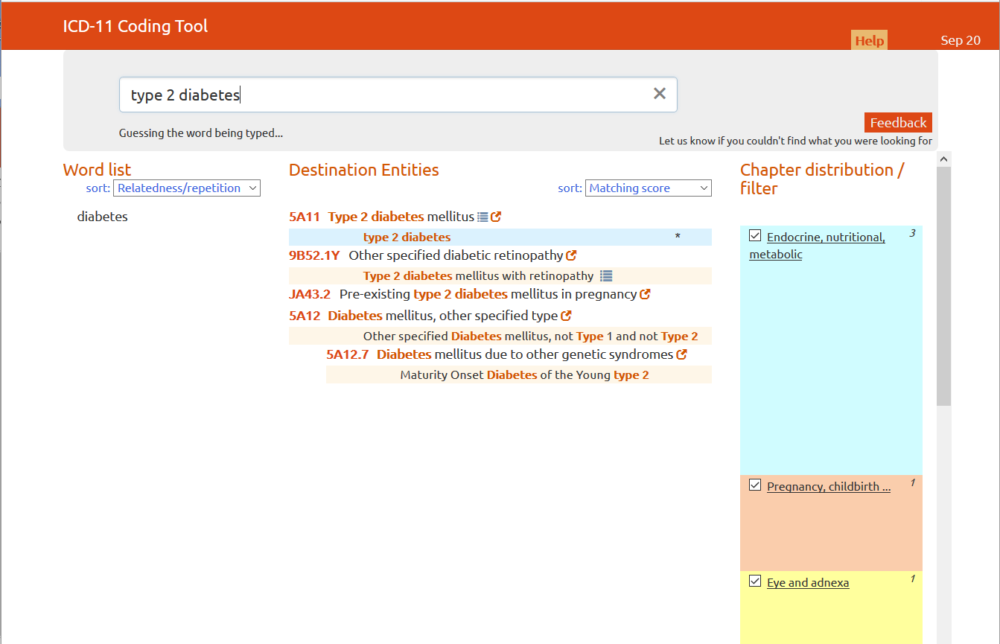 ICD-11 Coding Tool
Help
Sep 20
type 2 diabetes
Guessing the word being typed...
Feedback
Let us know if you couldn't find what you were looking for
Word list
sort: Relatedness/repetition
diabetes
Destination Entities
sort: Matching score
5A11 Type 2 diabetes mellitus
type 2 diabetes *
9B52.1Y Other specified diabetic retinopathy
Type 2 diabetes mellitus with retinopathy
JA43.2 Pre-existing type 2 diabetes mellitus in pregnancy
5A12 Diabetes mellitus, other specified type
Other specified Diabetes mellitus, not Type 1 and not Type 2
5A12.7 Diabetes mellitus due to other genetic syndromes
Maturity Onset Diabetes of the Young type 2
Chapter distribution /
filter
Endocrine, nutritional, 3
metabolic
Pregnancy, childbirth ... 1
Eye and adnexa 1